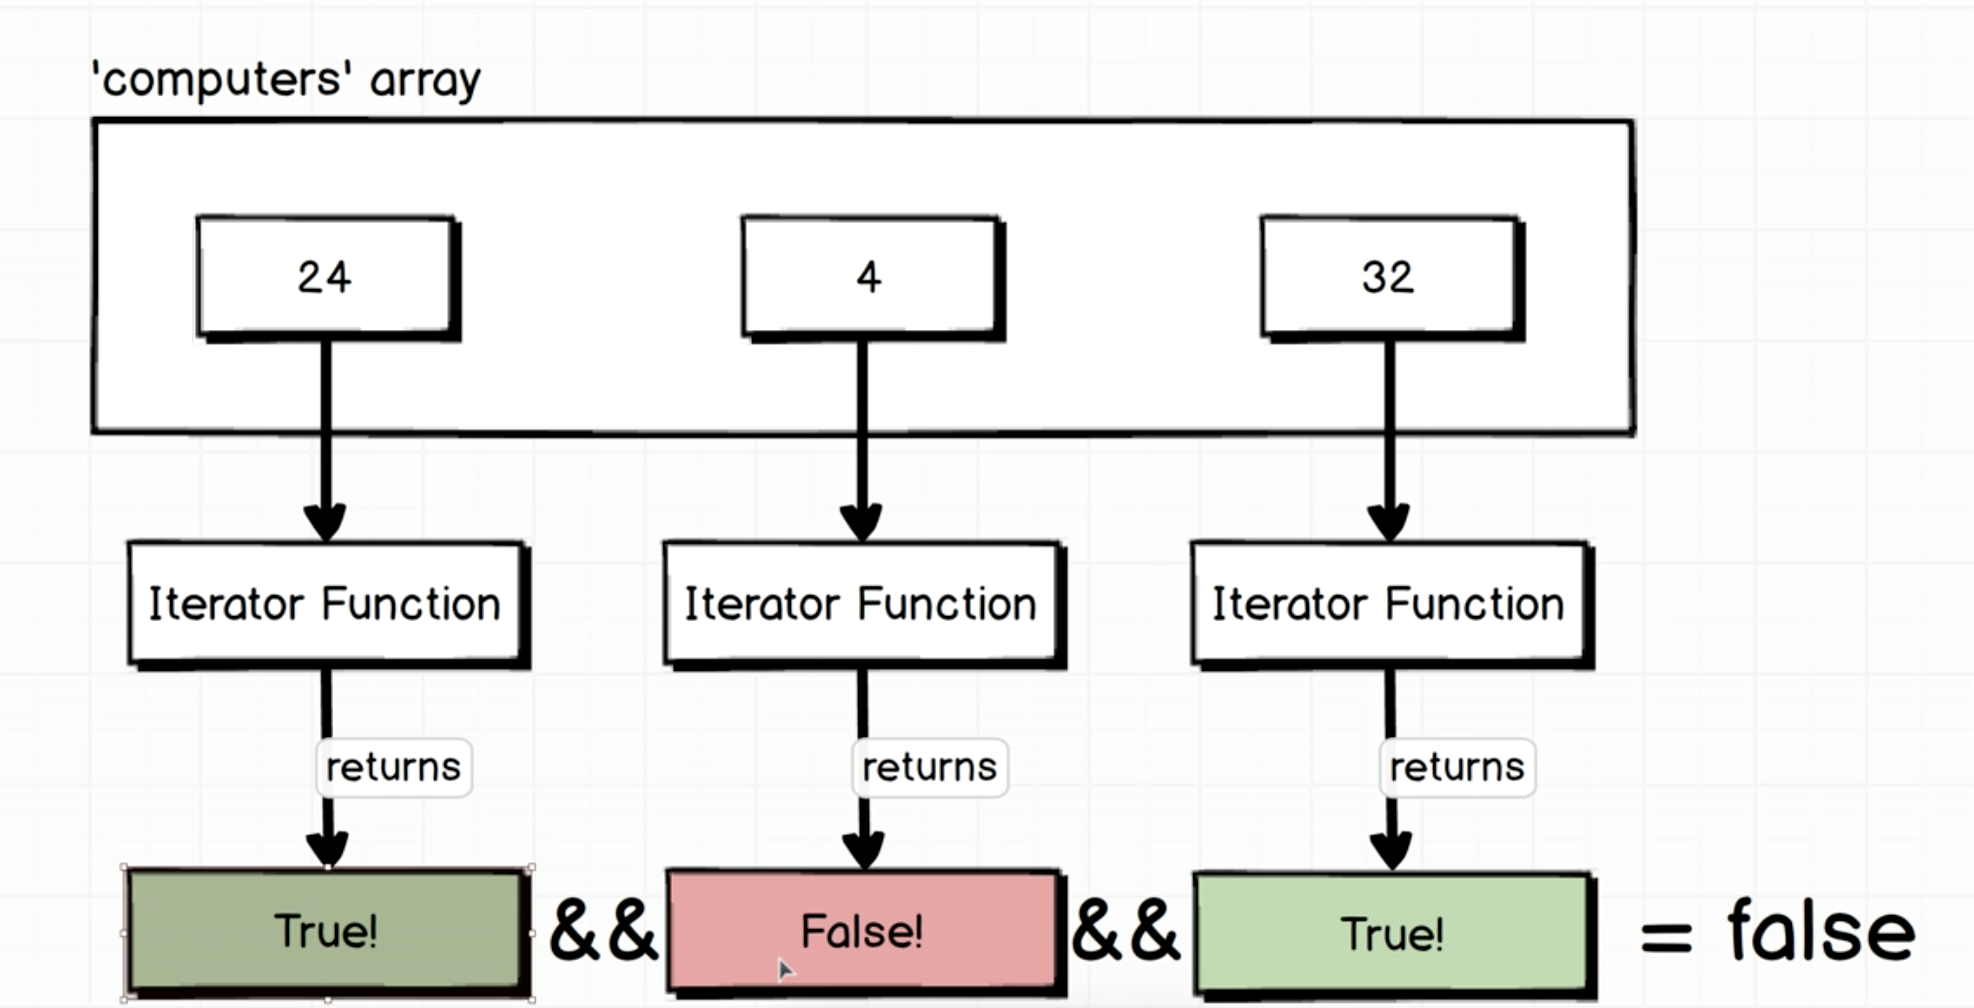 'computers' array
24
4
32
Iterator Function
Iterator Function
Iterator Function
returns
returns
returns
True! && False! && True! = false